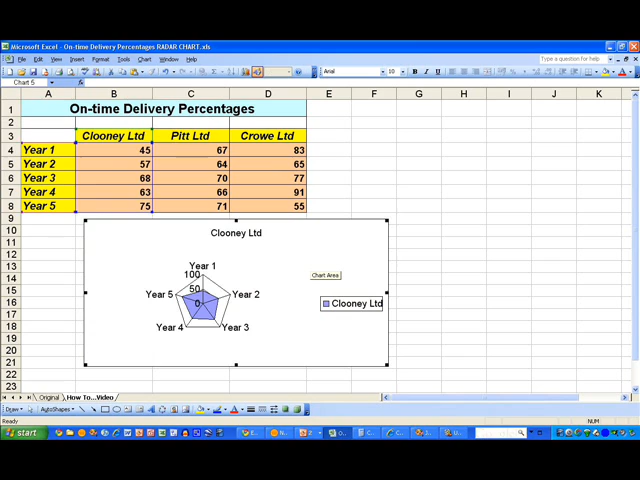 Microsoft Excel - On-time Delivery Percentages RADAR CHART.xls
File Edit View Insert Format Tools Chart Window Help
Type a question for help
Arial 10
Chart 5
A B C D E F G H I J K
1 On-time Delivery Percentages
2
3 Clooney Ltd Pitt Ltd Crowe Ltd
4 Year 1 45 67 83
5 Year 2 57 64 65
6 Year 3 68 70 77
7 Year 4 63 66 91
8 Year 5 75 71 55
9
10 Clooney Ltd
11
12
13 Year 1
14 100 Chart Area
15 Year 5 50 Year 2
16 0 Clooney Ltd
17
18 Year 4 Year 3
19
20
21
22
23
Original How To...Video
Draw AutoShapes
Ready NUM
start